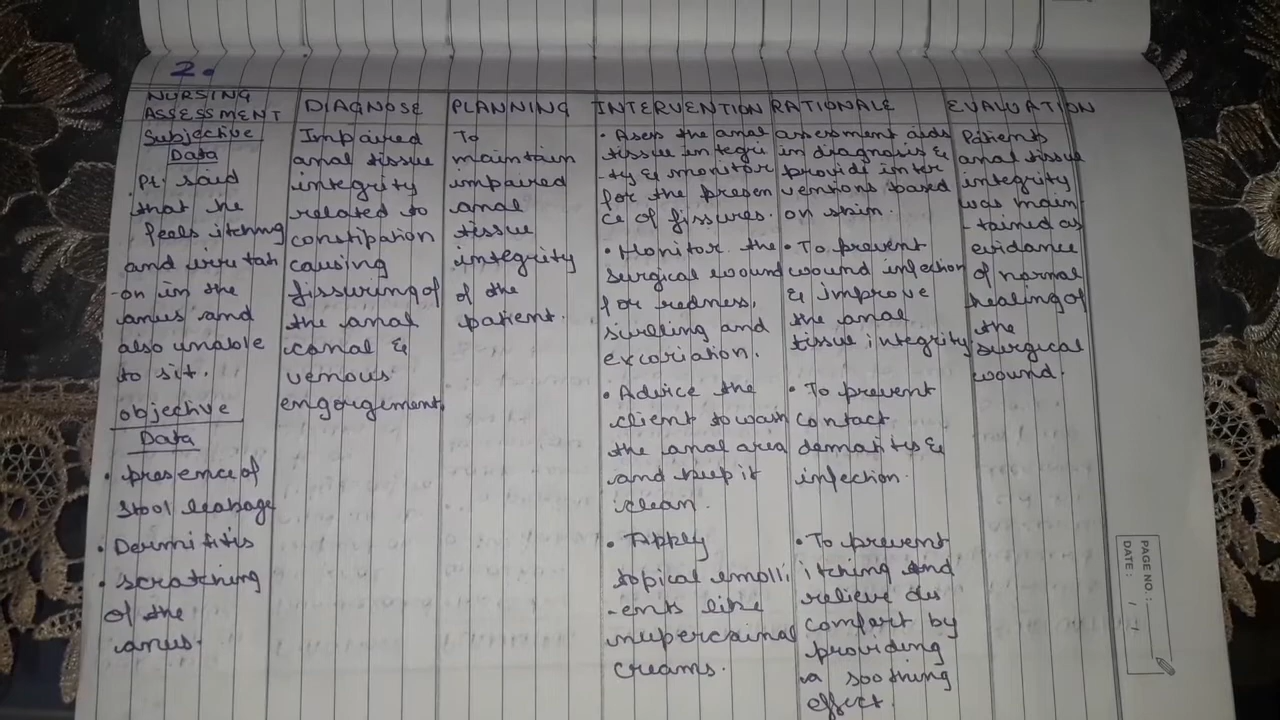 2.
NURSING
ASSESSMENT
Subjective
Data
Pt. said
that he
feels itching
and irritati
-on in the
anus and
also unable
to sit.
objective
Data
• presence of
stool leakage
• Dermititis
• scratching
of the
anus.
DIAGNOSE
Impaired
anal tissue
integrity
related to
constipation
causing
fissuring of
the anal
canal &
venous
engorgement.
PLANNING
To
maintain
impaired
anal
tissue
integrity
of the
patient.
INTERVENTION
• Asess the anal
tissue integri
-ty & monitor
for the presen
ce of fissures.
• Monitor the
surgical wound
for redness,
swelling and
excoriation.
• Advice the
client to wash
the anal area
and keep it
clean.
• Apply
topical emolli
-ents like
nupercainal
creams.
RATIONALE
assessment aids
in diagnosis &
provide inter
ventions based
on skin.
• To prevent
wound infection
& improve
the anal
tissue integrity
• To prevent
contact
dematitys &
infection.
• To prevent
itching and
relieve dis
comfort by
providing
a soothing
effect.
EVALUATION
Patients
anal tissue
integrity
was main
-tained as
evidance
of normal
healing of
the
surgical
wound.
PAGE NO.:
DATE: / /